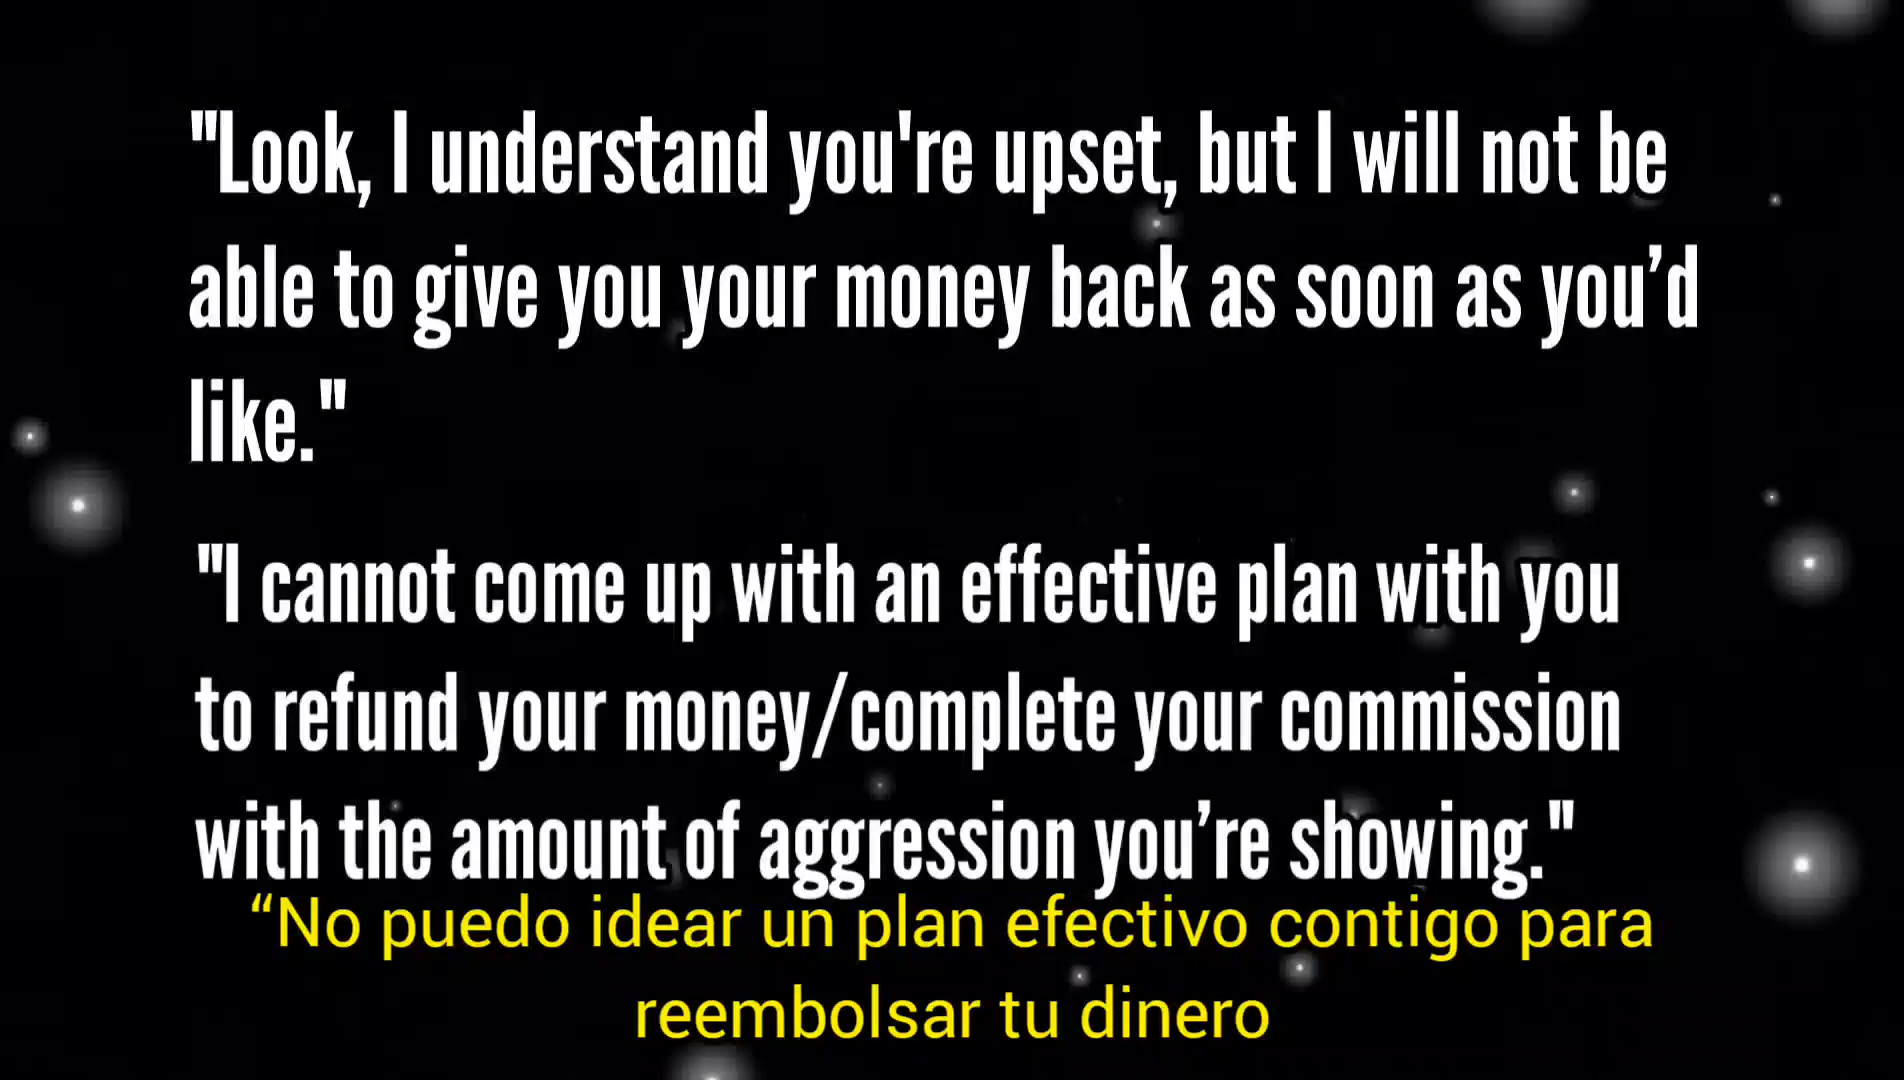 "Look, I understand you're upset, but I will not be
able to give you your money back as soon as you’d
like."
"I cannot come up with an effective plan with you
to refund your money/complete your commission
with the amount of aggression you’re showing."
“No puedo idear un plan efectivo contigo para
reembolsar tu dinero